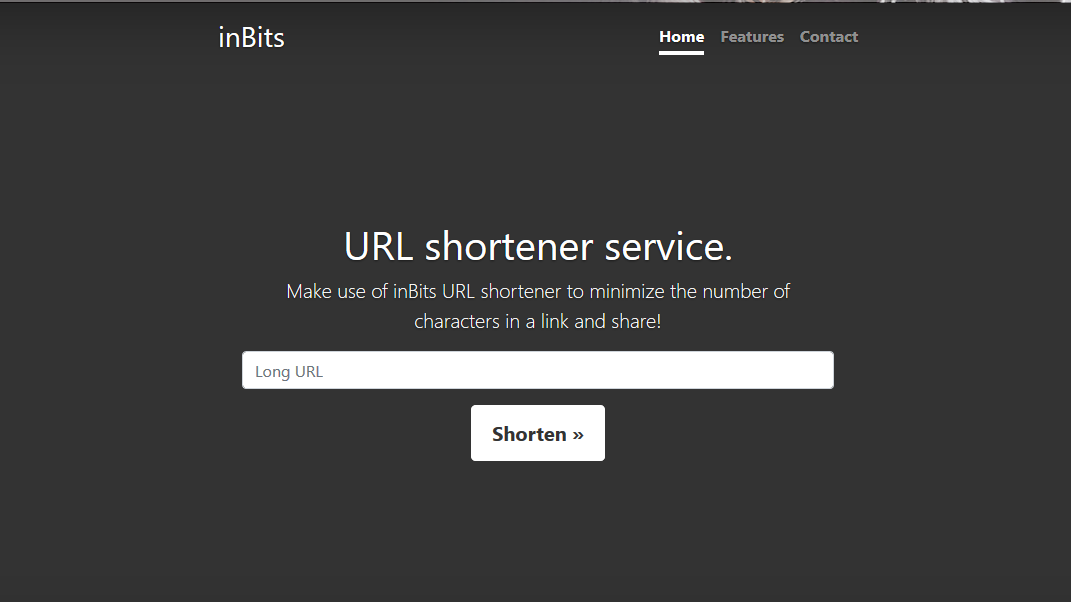 inBits
Home Features Contact
URL shortener service.
Make use of inBits URL shortener to minimize the number of
characters in a link and share!
Long URL
Shorten »